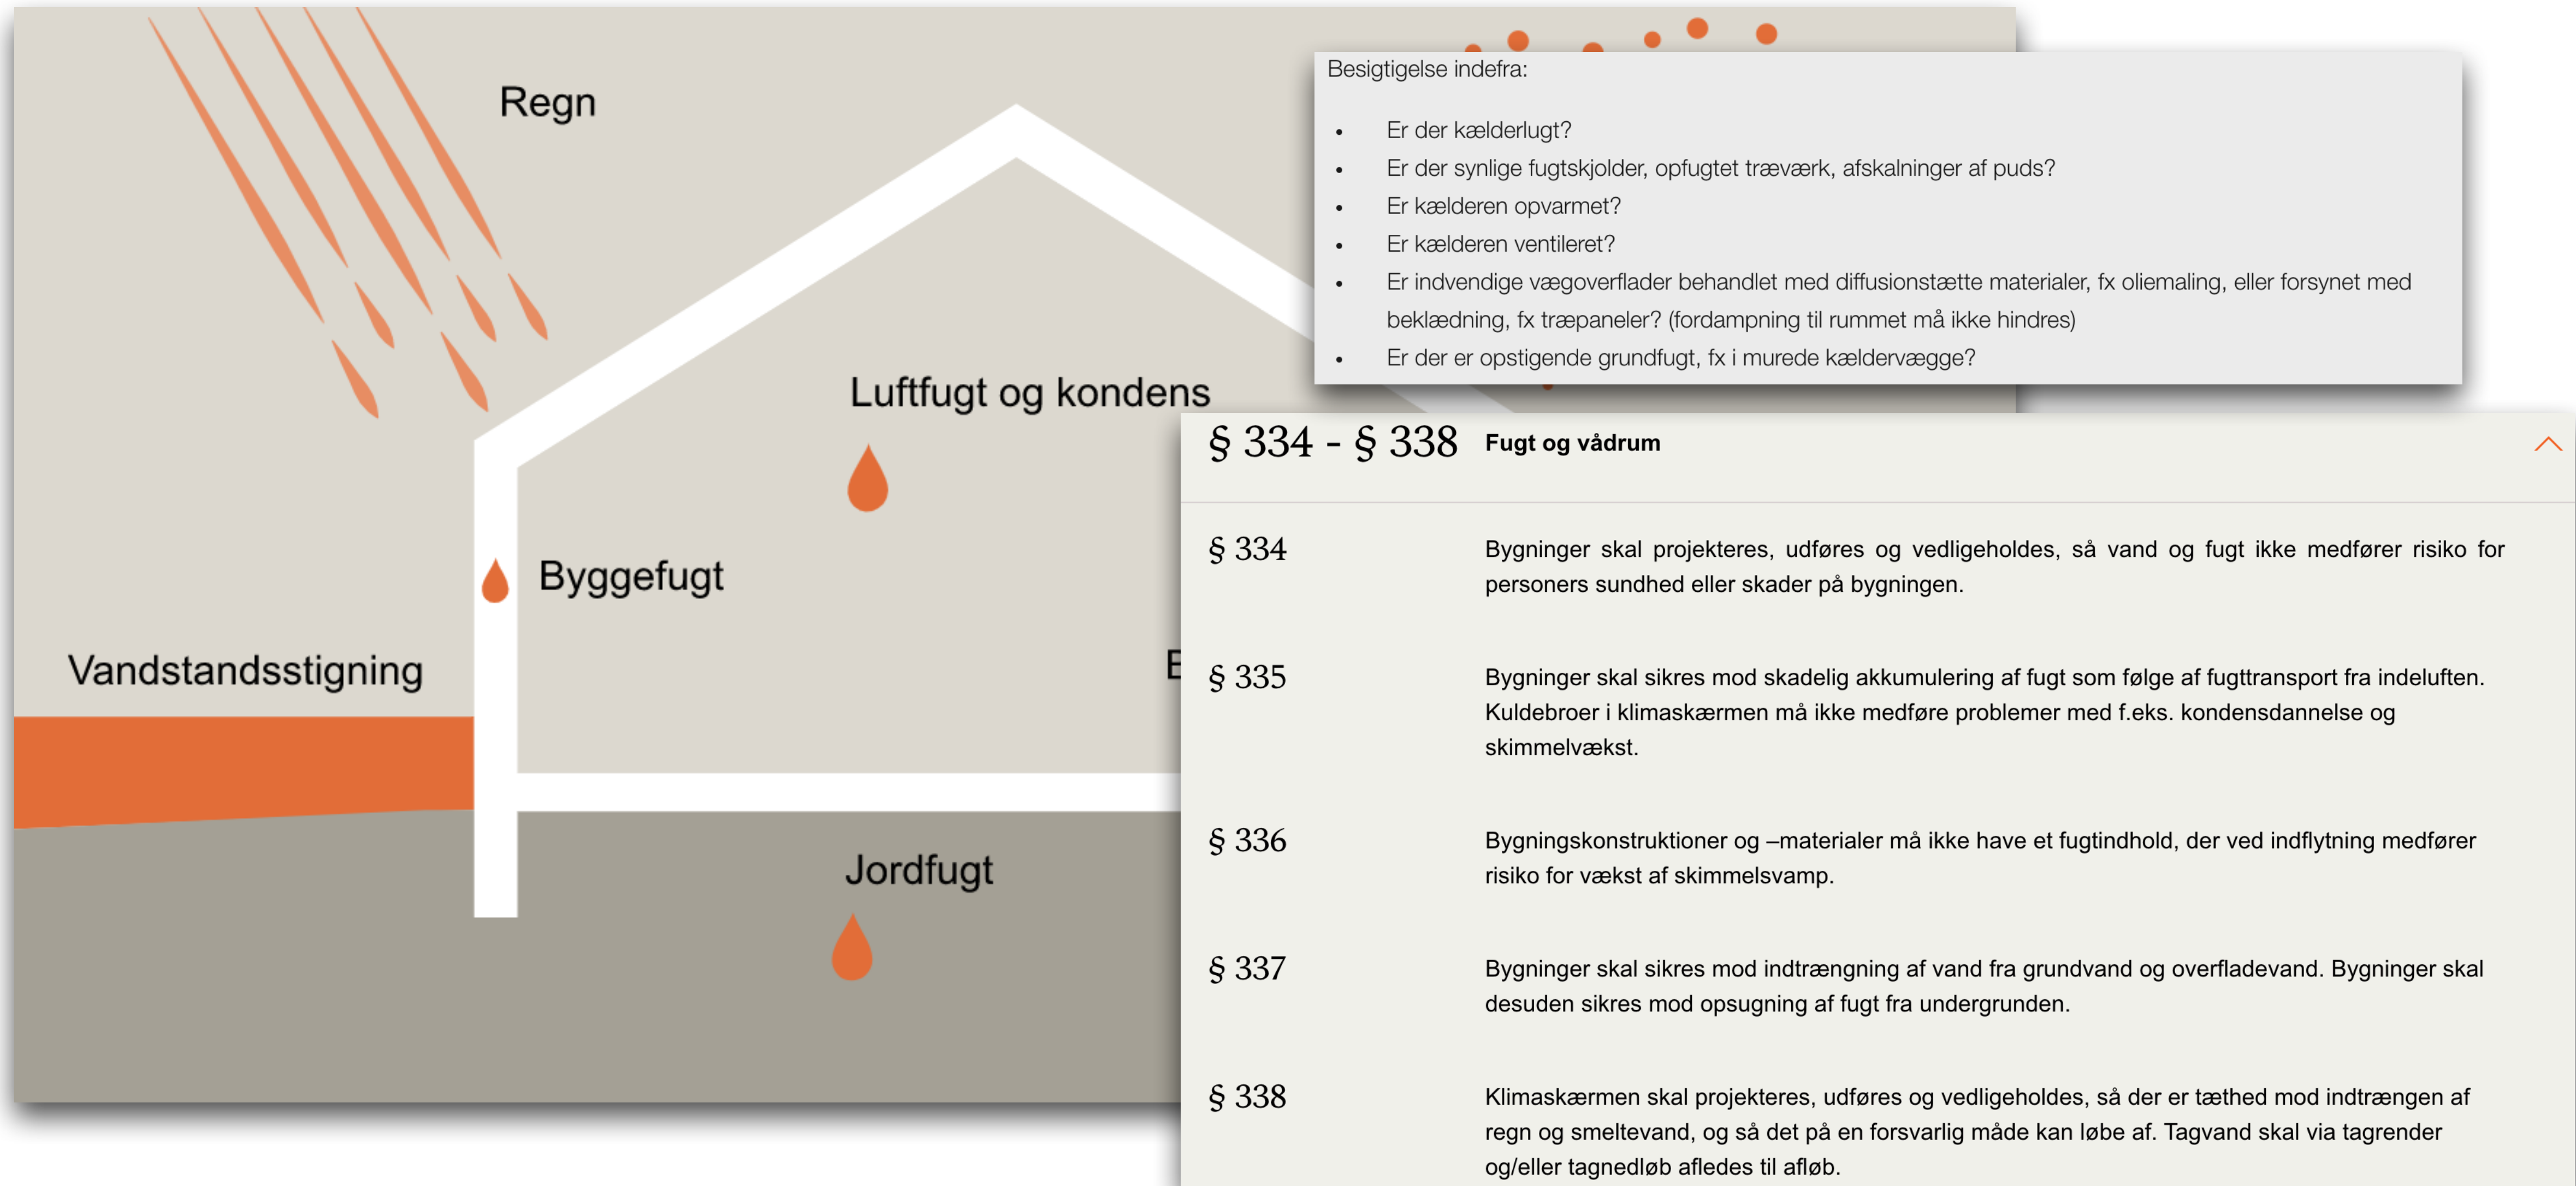 Regn
Luftfugt og kondens
Byggefugt
Vandstandsstigning
Jordfugt
Besigtigelse indefra:
• Er der kælderlugt?
• Er der synlige fugtskjolder, opfugtet træværk, afskalninger af puds?
• Er kælderen opvarmet?
• Er kælderen ventileret?
• Er indvendige vægoverflader behandlet med diffusionstætte materialer, fx oliemaling, eller forsynet med
beklædning, fx træpaneler? (fordampning til rummet må ikke hindres)
• Er der er opstigende grundfugt, fx i murede kældervægge?
§ 334 - § 338 Fugt og vådrum
§ 334 Bygninger skal projekteres, udføres og vedligeholdes, så vand og fugt ikke medfører risiko for
personers sundhed eller skader på bygningen.
§ 335 Bygninger skal sikres mod skadelig akkumulering af fugt som følge af fugttransport fra indeluften.
Kuldebroer i klimaskærmen må ikke medføre problemer med f.eks. kondensdannelse og
skimmelvækst.
§ 336 Bygningskonstruktioner og –materialer må ikke have et fugtindhold, der ved indflytning medfører
risiko for vækst af skimmelsvamp.
§ 337 Bygninger skal sikres mod indtrængning af vand fra grundvand og overfladevand. Bygninger skal
desuden sikres mod opsugning af fugt fra undergrunden.
§ 338 Klimaskærmen skal projekteres, udføres og vedligeholdes, så der er tæthed mod indtrængen af
regn og smeltevand, og så det på en forsvarlig måde kan løbe af. Tagvand skal via tagrender
og/eller tagnedløb afledes til afløb.